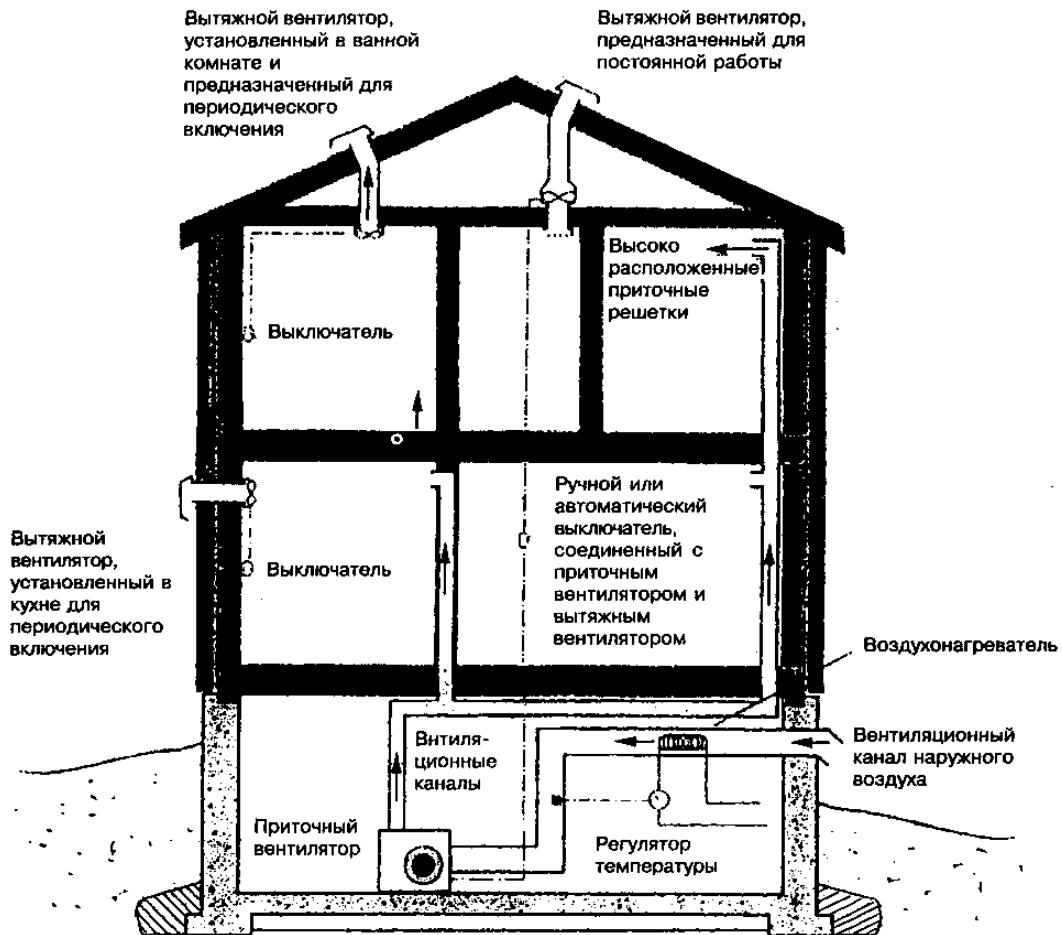 Вытяжной вентилятор,
установленный в ванной
комнате и
предназначенный для
периодического
включения
Вытяжной вентилятор,
предназначенный для
постоянной работы
Высоко
расположенные
приточные
решетки
Выключатель
Вытяжной
вентилятор,
установленный в
кухне для
периодического
включения
Выключатель
Ручной или
автоматический
выключатель,
соединенный с
приточным
вентилятором и
вытяжным
вентилятором
Воздухонагреватель
Внтиля-
ционные
каналы
Вентиляционный
канал наружного
воздуха
Приточный
вентилятор
Регулятор
температуры